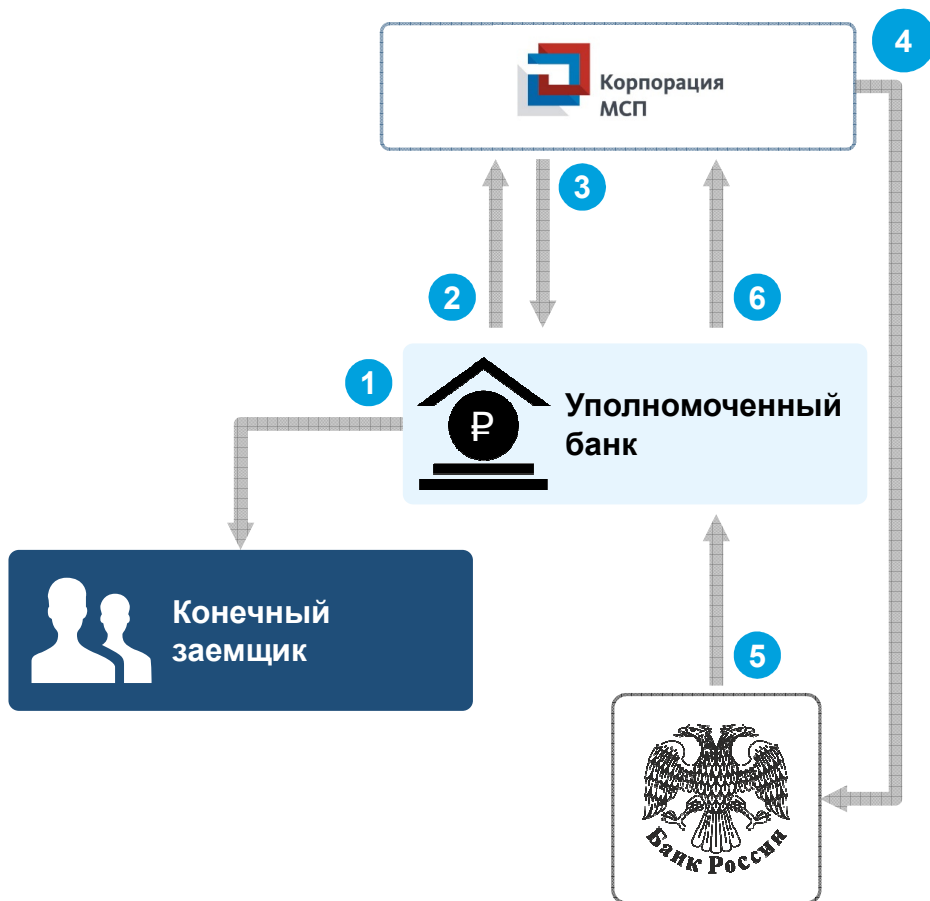 4
Корпорация
МСП
3
2
6
1
₽
Уполномоченный
банк
Конечный
заемщик
5
Банк России